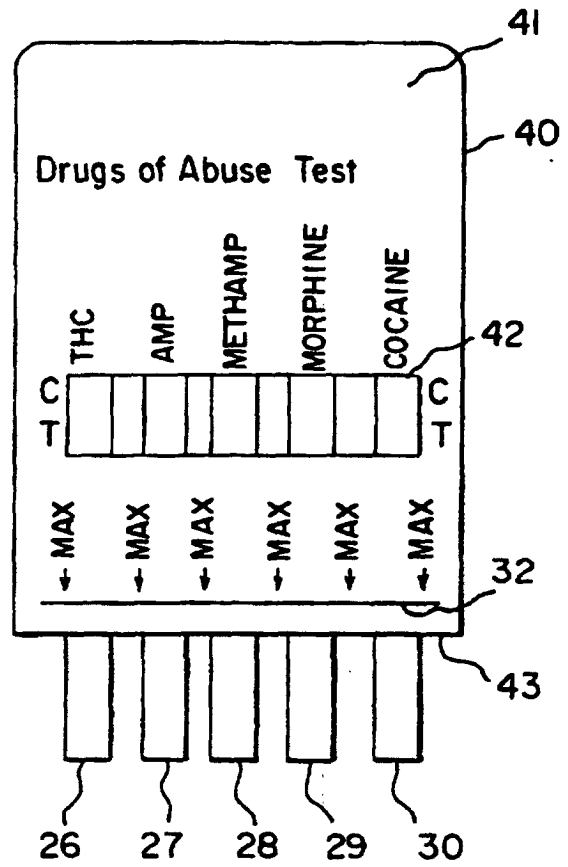 41
40
Drugs of Abuse Test
THC AMP METHAMP MORPHINE COCAINE
42
C C
T T
MAX MAX MAX MAX MAX MAX
32
43
26 27 28 29 30